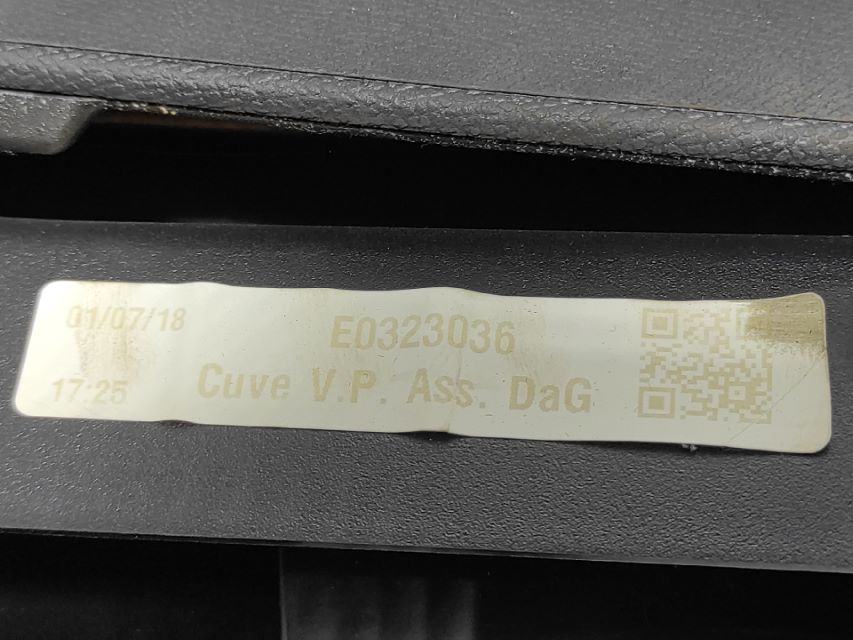 01/07/18
E0323036
17:25
Cuve V.P. Ass. DaG